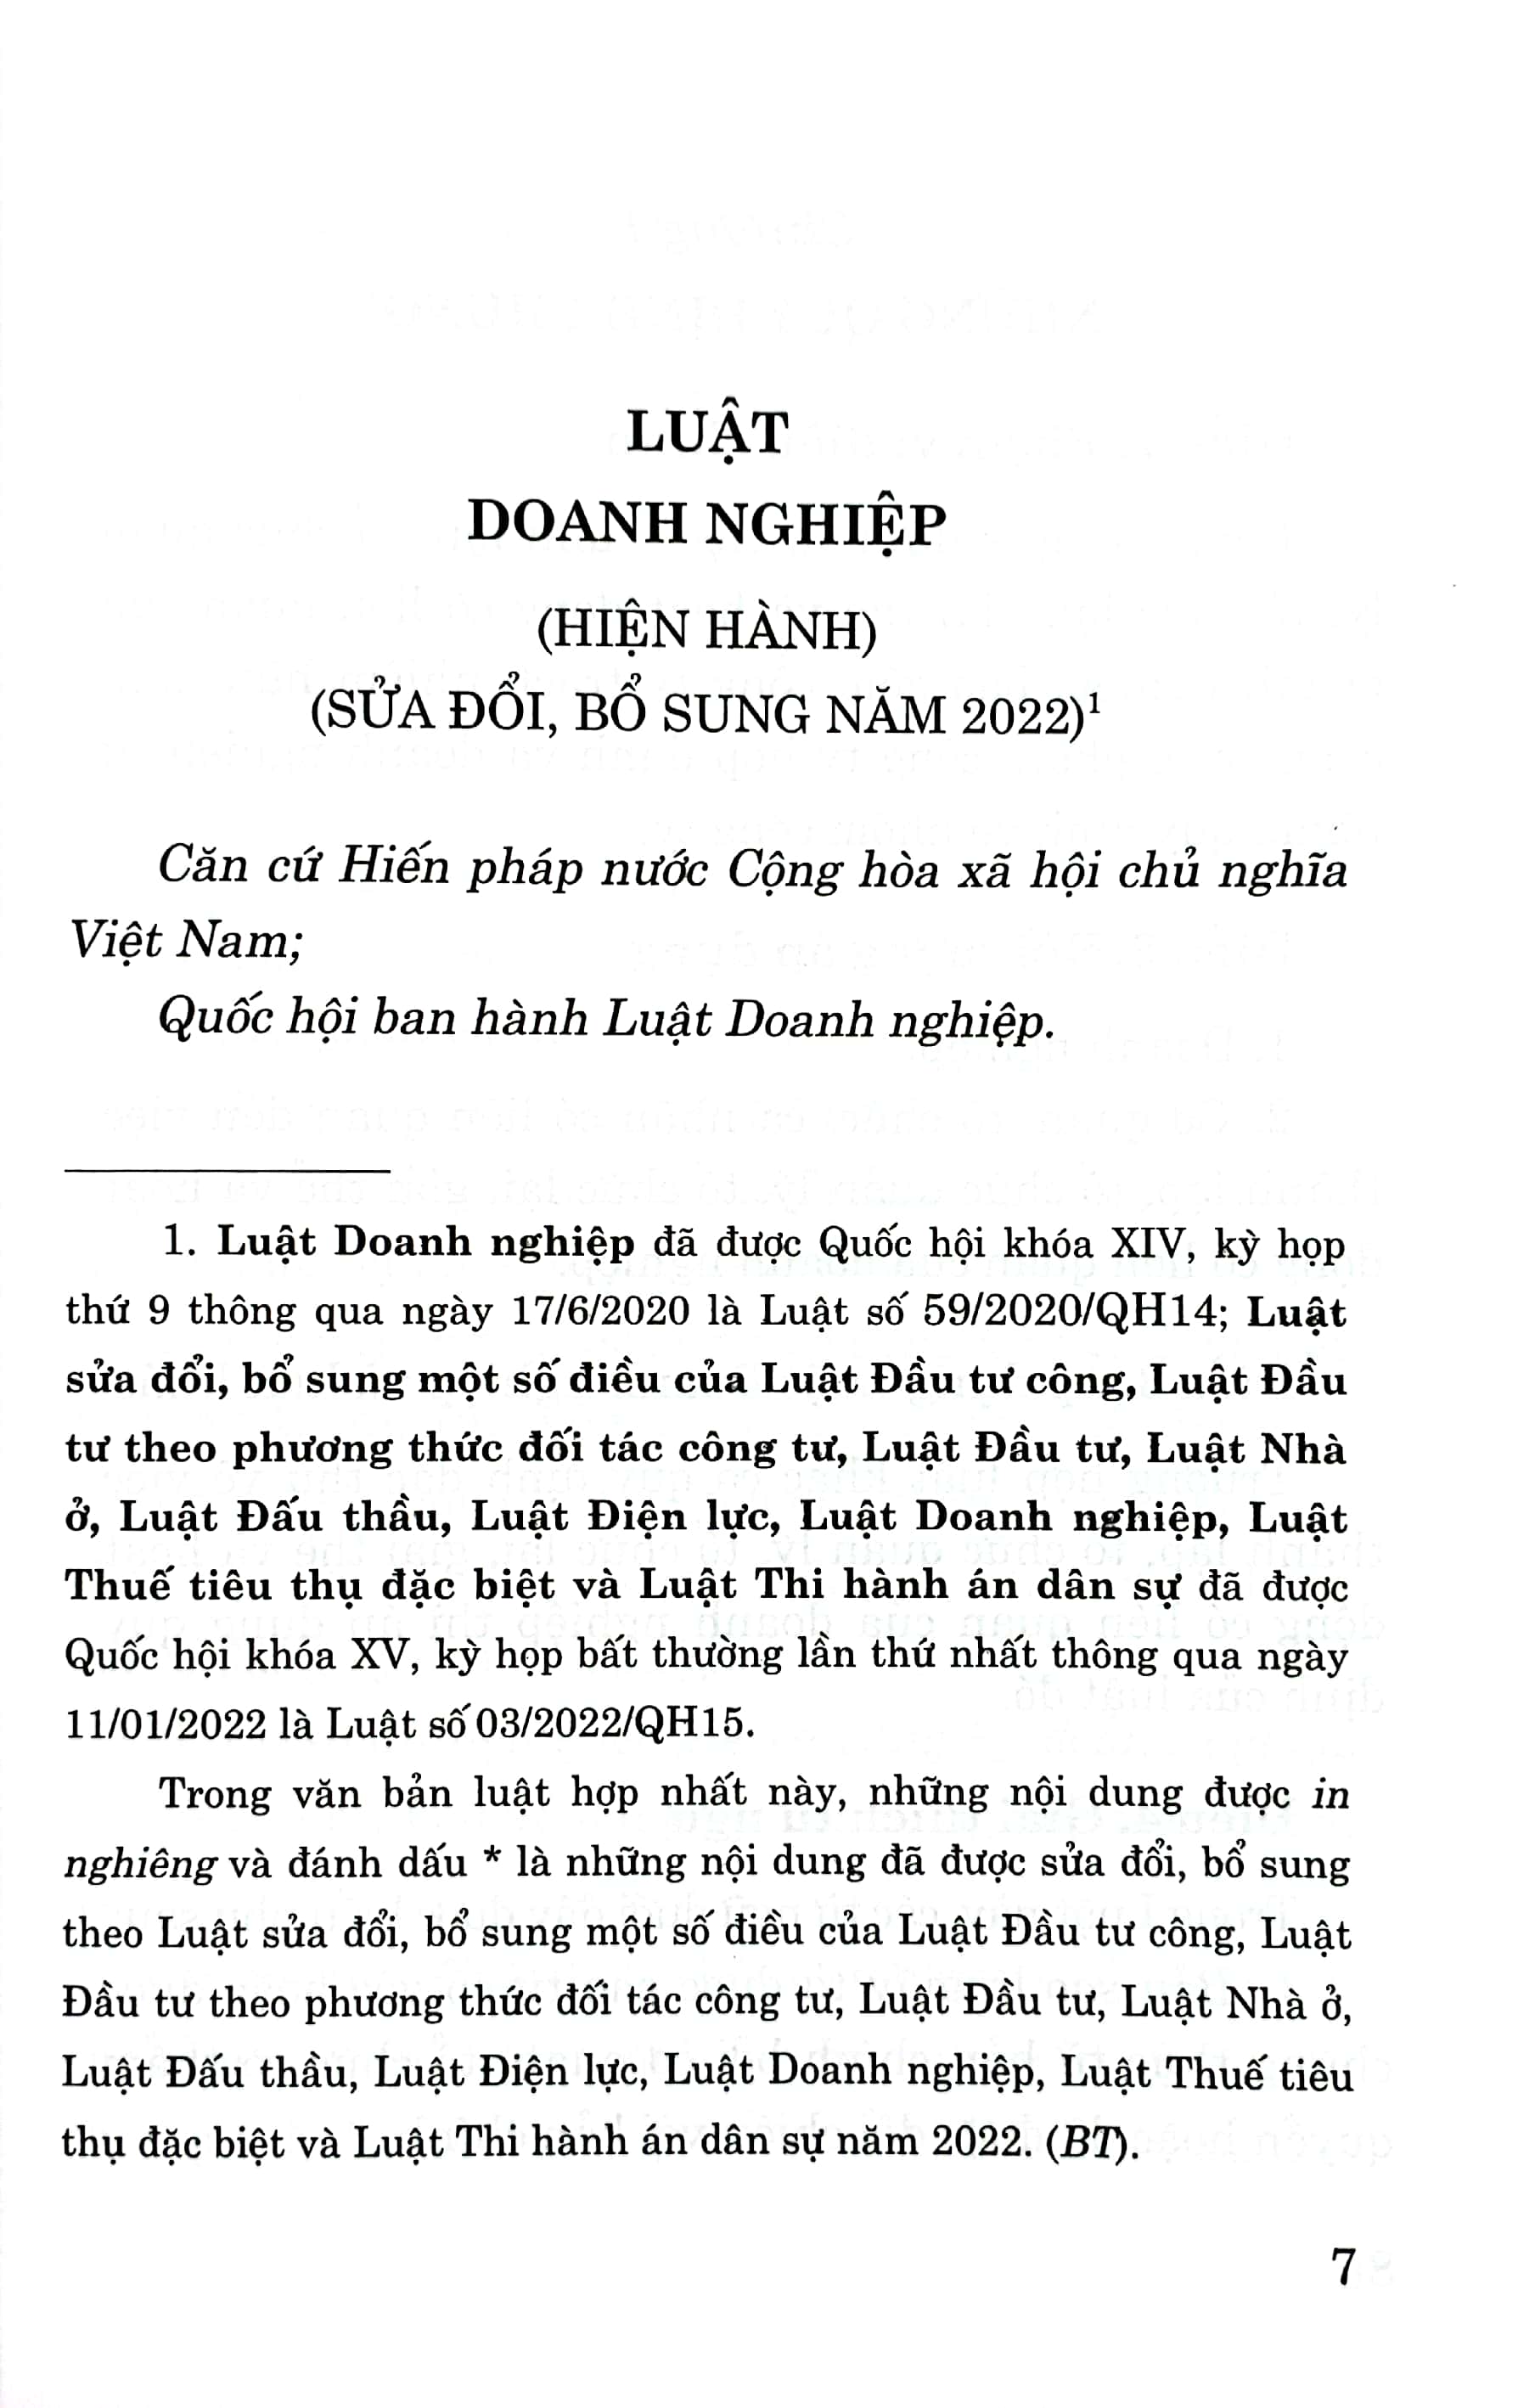 LUẬT
DOANH NGHIỆP
(HIỆN HÀNH)
(SỬA ĐỔI, BỔ SUNG NĂM 2022)¹
Căn cứ Hiến pháp nước Cộng hòa xã hội chủ nghĩa
Việt Nam;
Quốc hội ban hành Luật Doanh nghiệp.
1. Luật Doanh nghiệp đã được Quốc hội khóa XIV, kỳ họp
thứ 9 thông qua ngày 17/6/2020 là Luật số 59/2020/QH14; Luật
sửa đổi, bổ sung một số điều của Luật Đầu tư công, Luật Đầu
tư theo phương thức đối tác công tư, Luật Đầu tư, Luật Nhà
ở, Luật Đấu thầu, Luật Điện lực, Luật Doanh nghiệp, Luật
Thuế tiêu thụ đặc biệt và Luật Thi hành án dân sự đã được
Quốc hội khóa XV, kỳ họp bất thường lần thứ nhất thông qua ngày
11/01/2022 là Luật số 03/2022/QH15.
Trong văn bản luật hợp nhất này, những nội dung được in
nghiêng và đánh dấu * là những nội dung đã được sửa đổi, bổ sung
theo Luật sửa đổi, bổ sung một số điều của Luật Đầu tư công, Luật
Đầu tư theo phương thức đối tác công tư, Luật Đầu tư, Luật Nhà ở,
Luật Đấu thầu, Luật Điện lực, Luật Doanh nghiệp, Luật Thuế tiêu
thụ đặc biệt và Luật Thi hành án dân sự năm 2022. (BT).
7